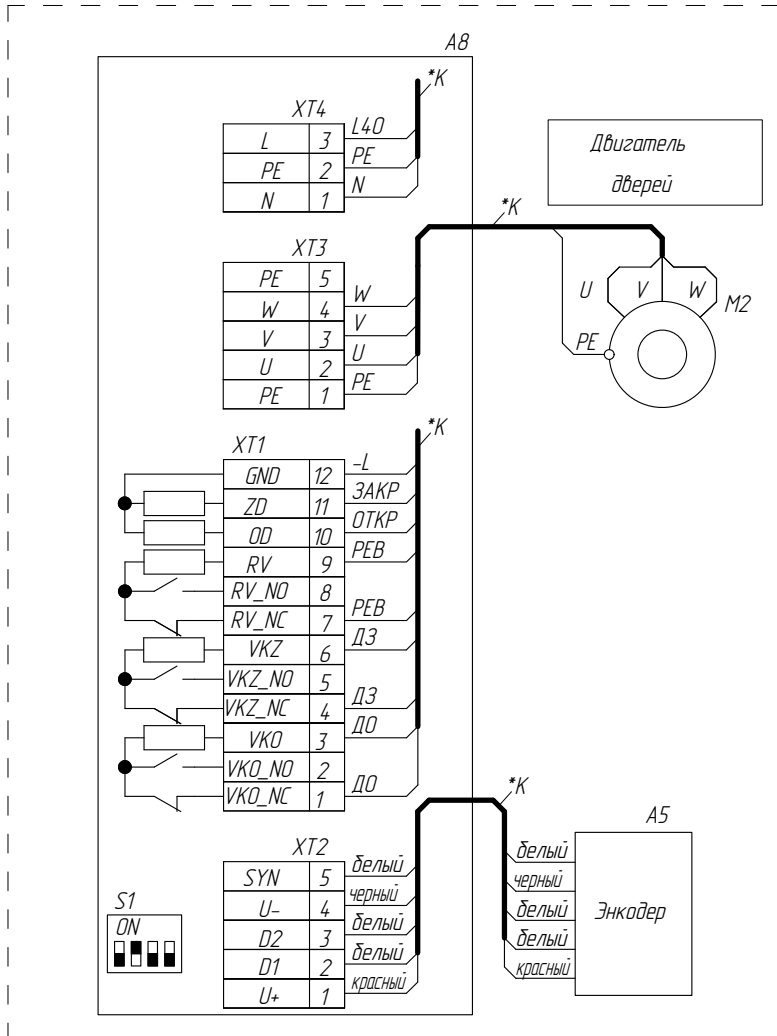 A8
*К
XT4
L 3 L40
PE 2 PE
N 1 N
Двигатель
дверей
*К
XT3
PE 5
W 4 W
V 3 V
U 2 U
PE 1 PE
U V W
M2
PE
*К
XT1
GND 12 -L
ZD 11 ЗАКР
OD 10 ОТКР
RV 9 РЕВ
RV_NO 8
RV_NC 7 РЕВ
VKZ 6 ДЗ
VKZ_NO 5
VKZ_NC 4 ДЗ
VKO 3 ДО
VKO_NO 2
VKO_NC 1 ДО
*К
A5
XT2
SYN 5 белый
U- 4 черный
D2 3 белый
D1 2 белый
U+ 1 красный
белый
черный
белый
белый
красный
Энкодер
S1
ON